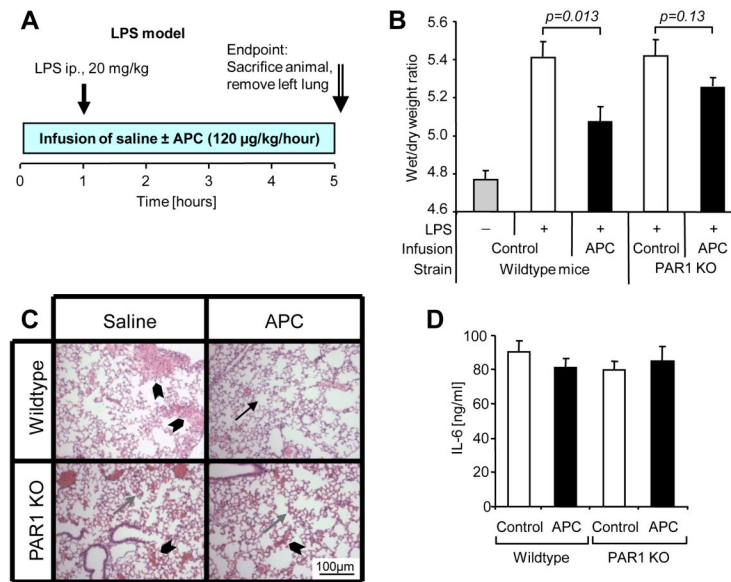 A
LPS model
LPS ip., 20 mg/kg
Endpoint:
Sacrifice animal,
remove left lung
Infusion of saline ± APC (120 µg/kg/hour)
0 1 2 3 4 5
Time [hours]
B
p=0.013 p=0.13
Wet/dry weight ratio
5.6
5.4
5.2
5.0
4.8
4.6
LPS – + + + +
Infusion Control APC Control APC
Strain Wildtype mice PAR1 KO
C
Saline APC
Wildtype
PAR1 KO
100µm
D
IL-6 [ng/ml]
100
80
60
40
20
0
Control APC Control APC
Wildtype PAR1 KO